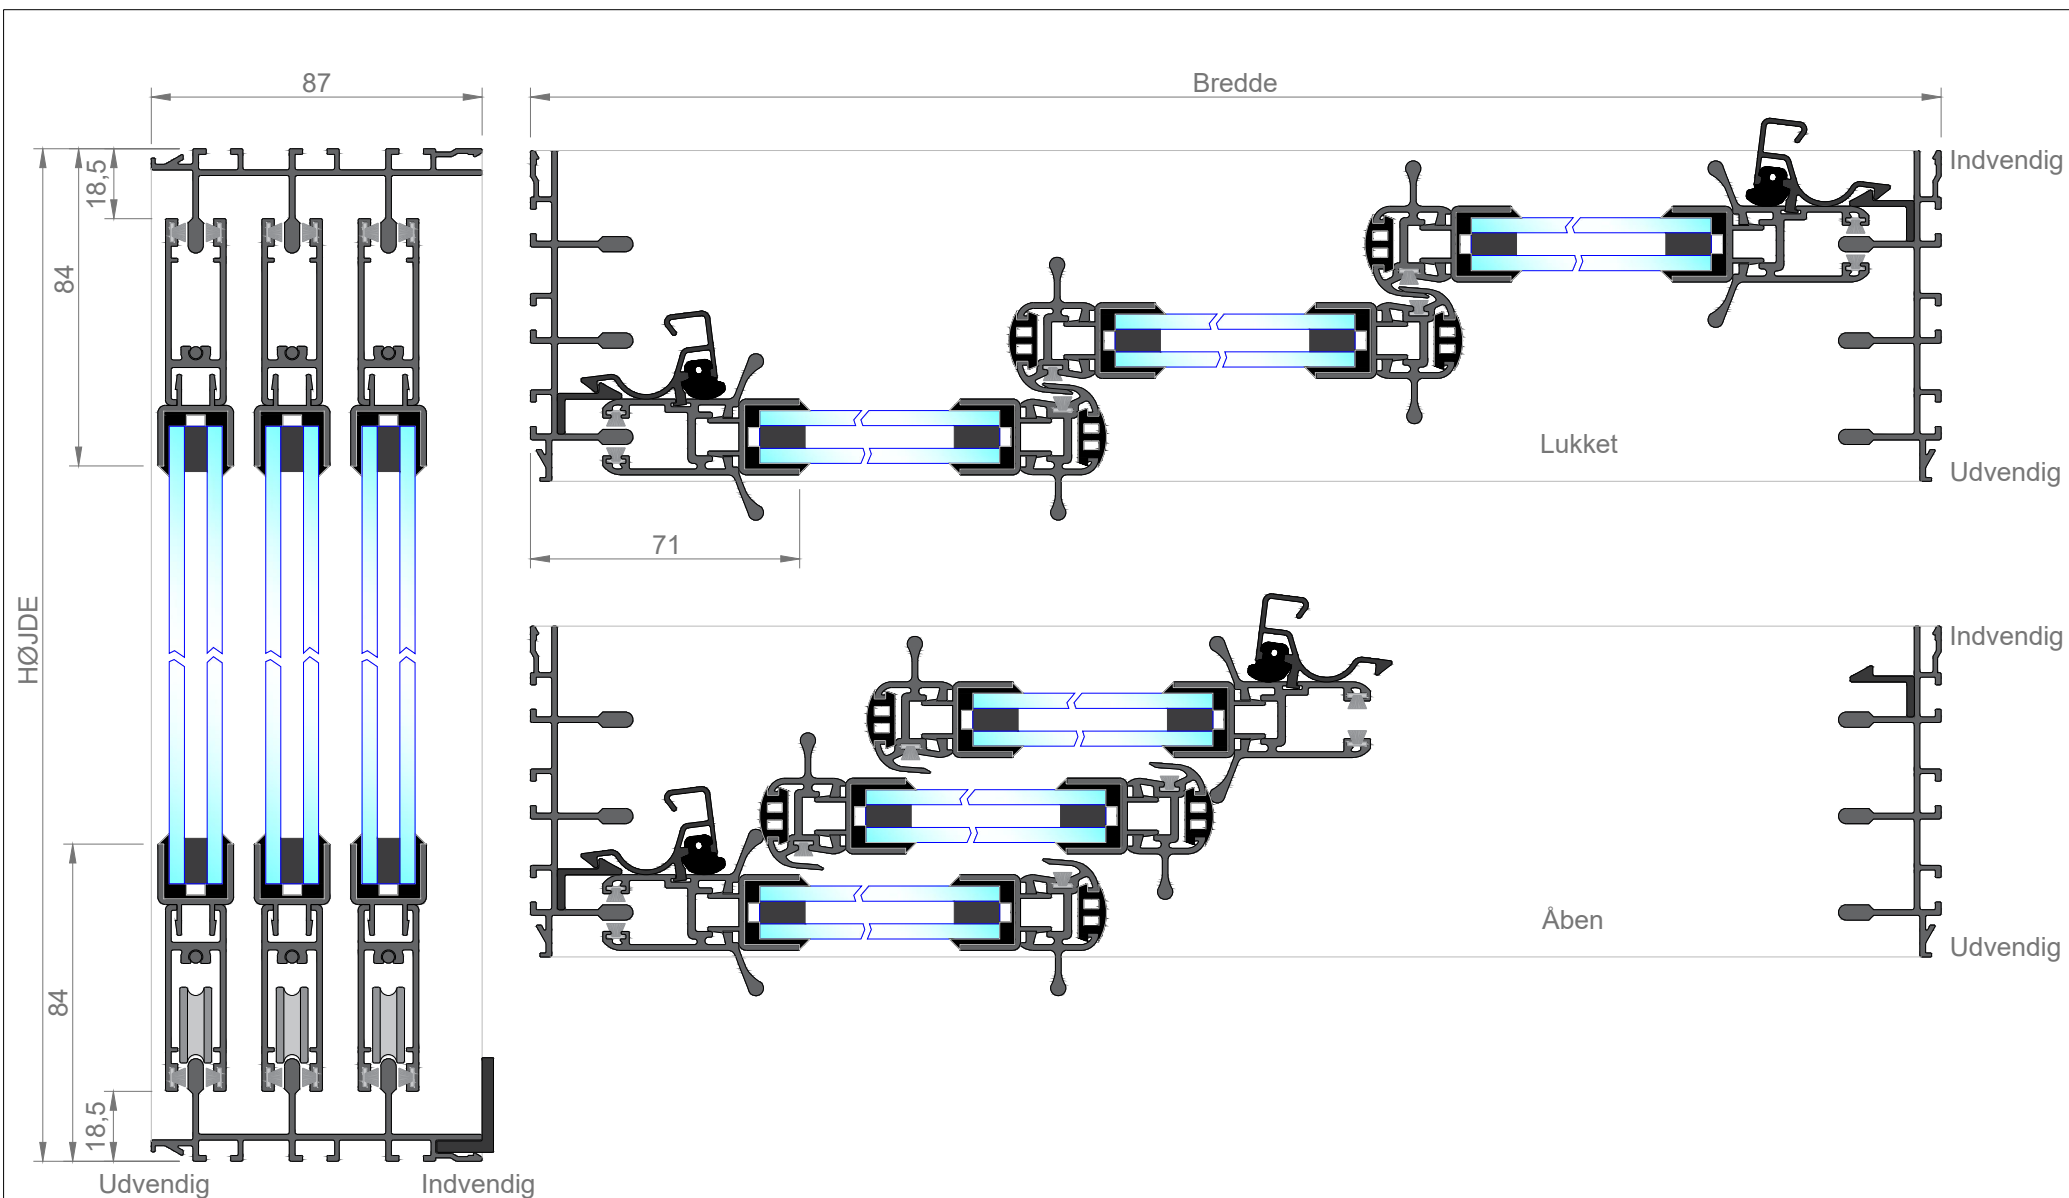 87
Bredde
18,5
84
HØJDE
84
18,5
Udvendig
Indvendig
Indvendig
Lukket
Udvendig
71
Indvendig
Åben
Udvendig